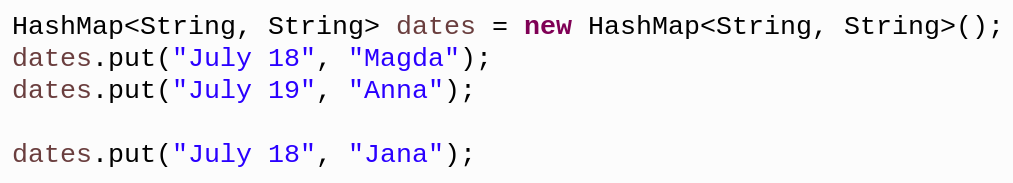 HashMap<String, String> dates = new HashMap<String, String>();
dates.put("July 18", "Magda");
dates.put("July 19", "Anna");
dates.put("July 18", "Jana");